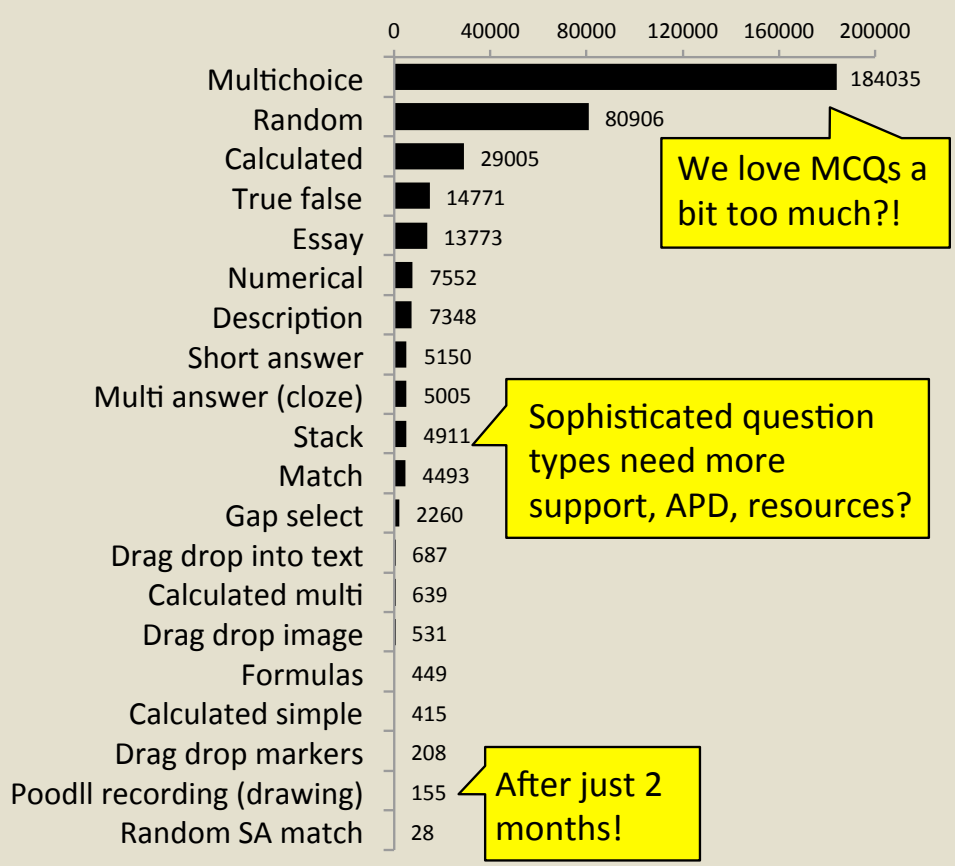 0 40000 80000 120000 160000 200000
Multichoice 184035
Random 80906
We love MCQs a
bit too much?!
Calculated 29005
True false 14771
Essay 13773
Numerical 7552
Description 7348
Short answer 5150
Multi answer (cloze) 5005
Stack 4911
Sophisticated question
types need more
support, APD, resources?
Match 4493
Gap select 2260
Drag drop into text 687
Calculated multi 639
Drag drop image 531
Formulas 449
Calculated simple 415
Drag drop markers 208
Poodll recording (drawing) 155
After just 2
months!
Random SA match 28